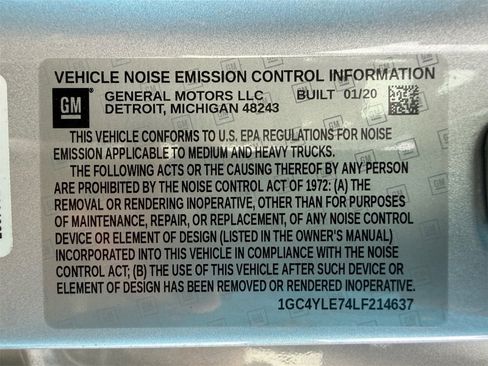 VEHICLE NOISE EMISSION CONTROL INFORMATION
GM GENERAL MOTORS LLC BUILT 01/20
DETROIT, MICHIGAN 48243
THIS VEHICLE CONFORMS TO U.S. EPA REGULATIONS FOR NOISE
EMISSION APPLICABLE TO MEDIUM AND HEAVY TRUCKS.
THE FOLLOWING ACTS OR THE CAUSING THEREOF BY ANY PERSON
ARE PROHIBITED BY THE NOISE CONTROL ACT OF 1972: (A) THE
REMOVAL OR RENDERING INOPERATIVE, OTHER THAN FOR PURPOSES
OF MAINTENANCE, REPAIR, OR REPLACEMENT, OF ANY NOISE CONTROL
DEVICE OR ELEMENT OF DESIGN (LISTED IN THE OWNER'S MANUAL)
INCORPORATED INTO THIS VEHICLE IN COMPLIANCE WITH THE NOISE
CONTROL ACT; (B) THE USE OF THIS VEHICLE AFTER SUCH DEVICE
OR ELEMENT OF DESIGN HAS BEEN REMOVED OR RENDERED INOPERATIVE.
1GC4YLE74LF214637